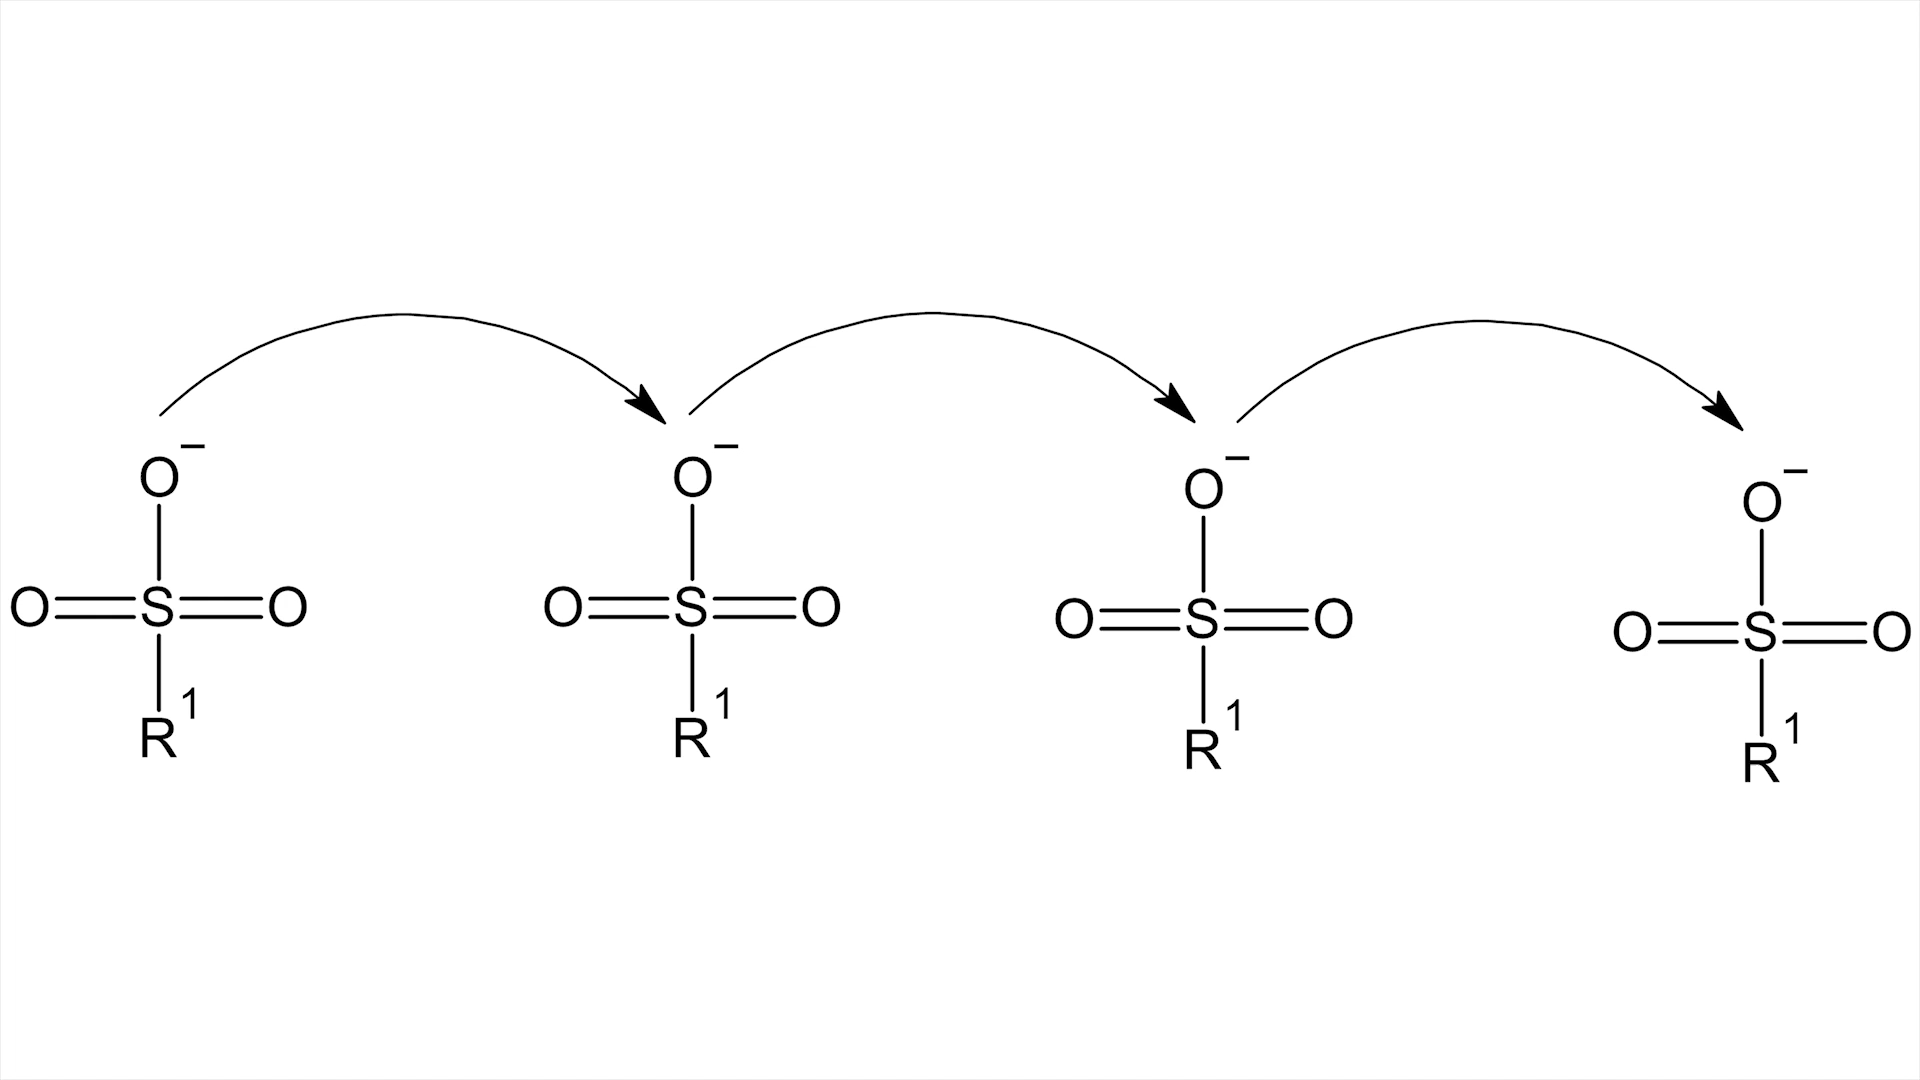 O⁻ O⁻ O⁻ O⁻
O S O O S O O S O O S O
R¹ R¹ R¹ R¹